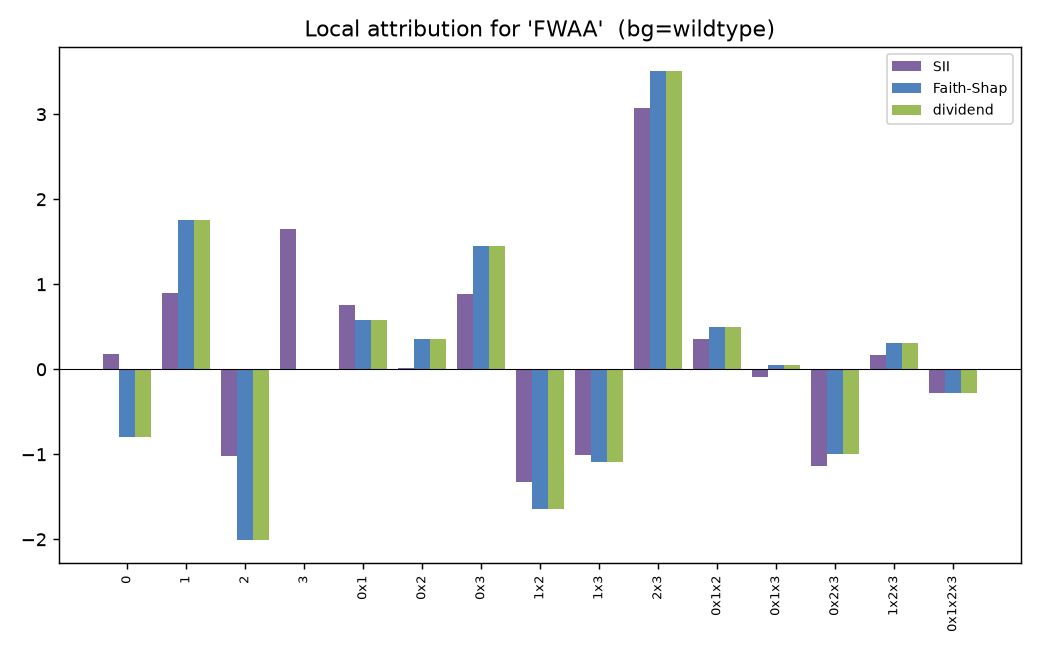 Local attribution for 'FWAA'  (bg=wildtype)
SII
Faith-Shap
dividend
3
2
1
0
−1
−2
0
1
2
3
0x1
0x2
0x3
1x2
1x3
2x3
0x1x2
0x1x3
0x2x3
1x2x3
0x1x2x3